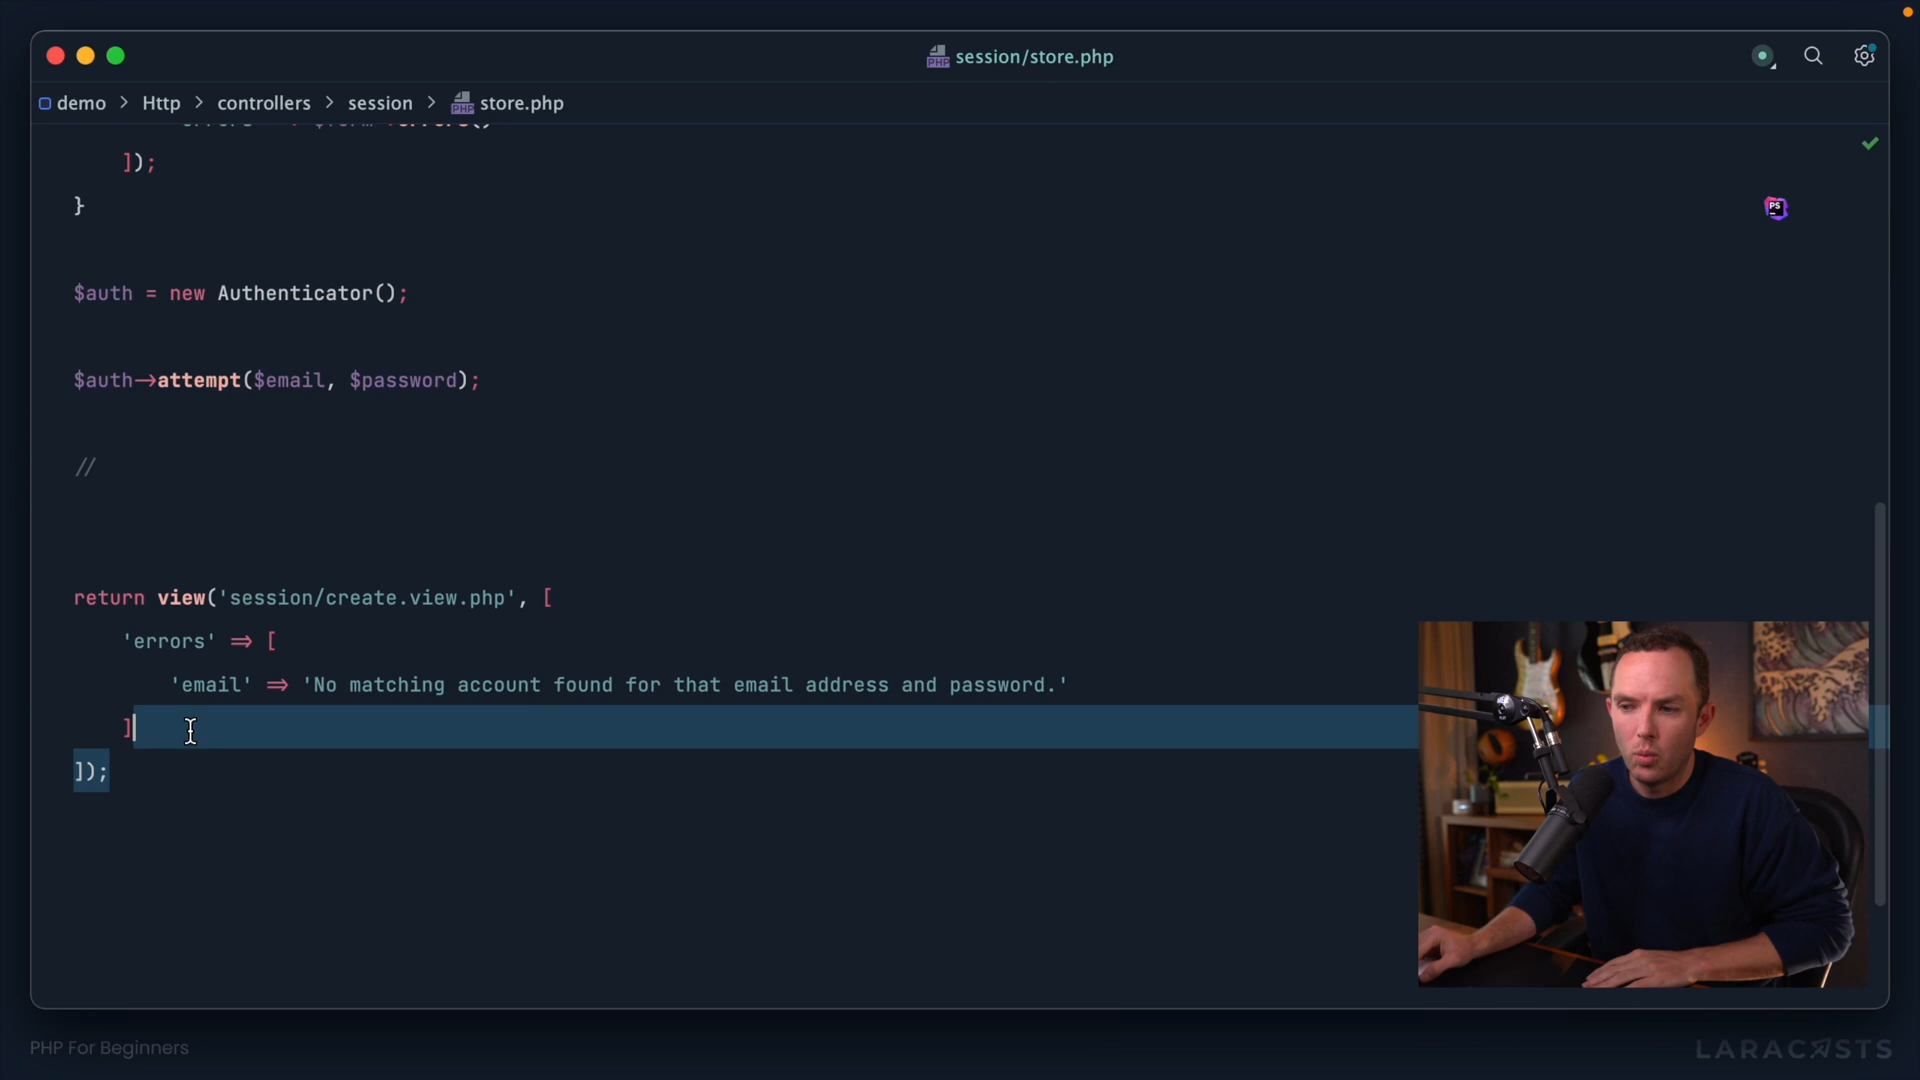 session/store.php
demo > Http > controllers > session > store.php
]);
}
$auth = new Authenticator();
$auth->attempt($email, $password);
//
return view('session/create.view.php', [
'errors' => [
'email' => 'No matching account found for that email address and password.'
]
]);
PHP For Beginners
LARACASTS